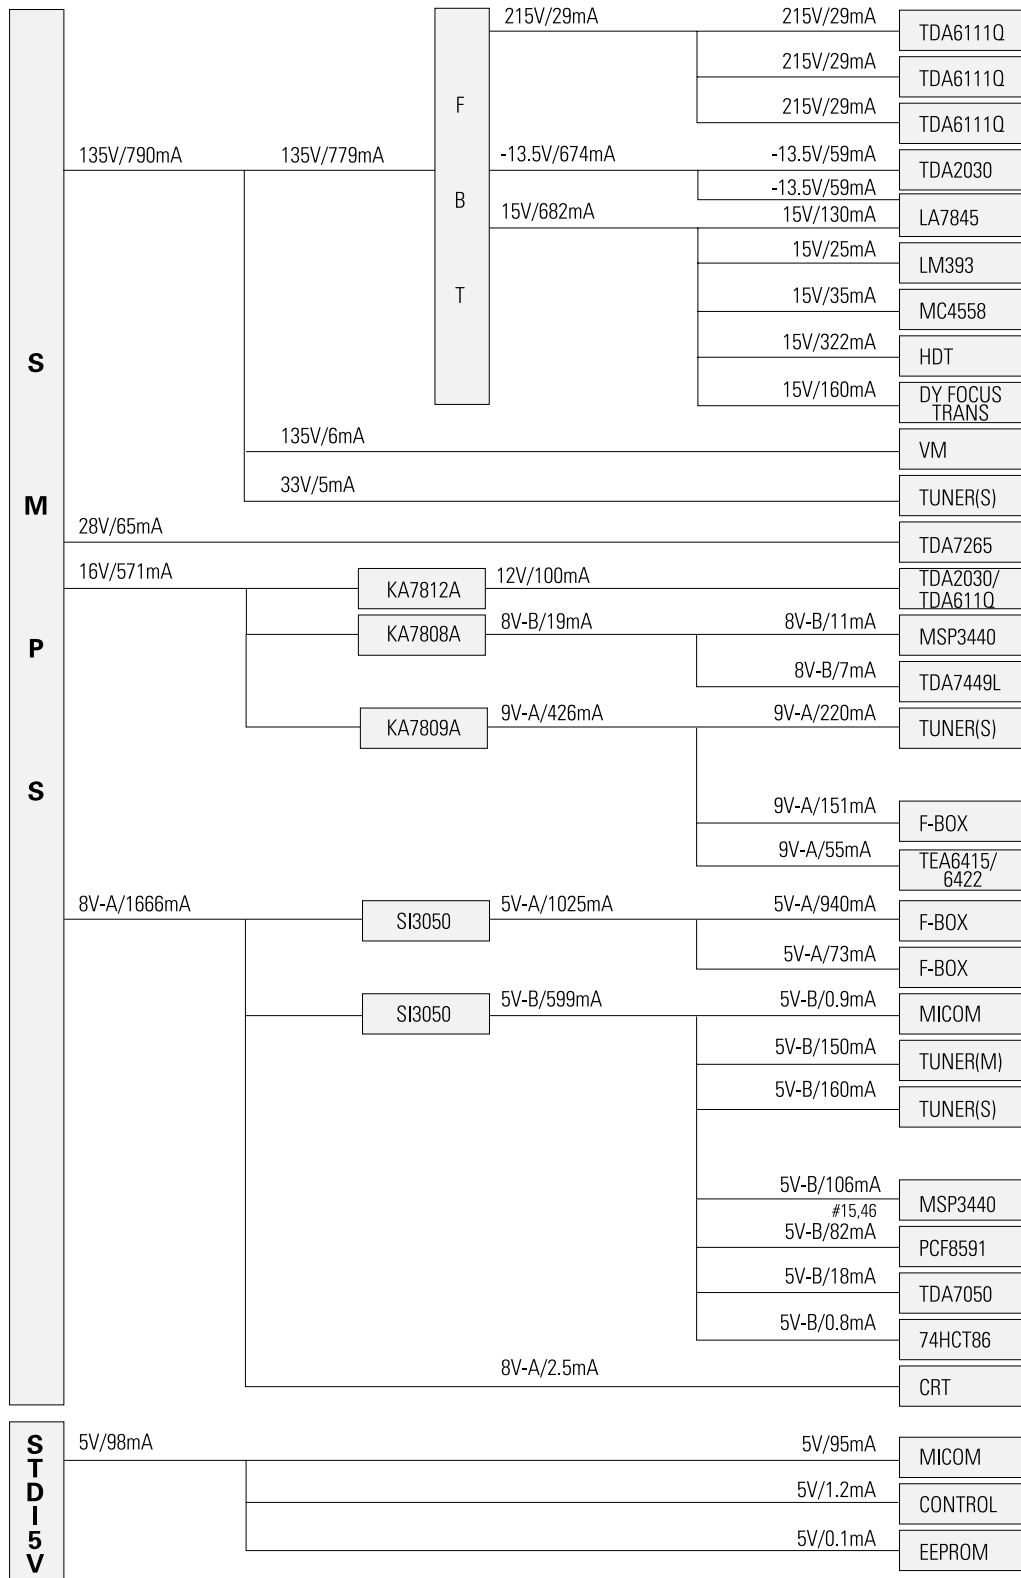 215V/29mA 215V/29mA TDA6111Q
215V/29mA TDA6111Q
215V/29mA TDA6111Q
F
B
T
135V/790mA 135V/779mA -13.5V/674mA -13.5V/59mA TDA2030
-13.5V/59mA
15V/682mA 15V/130mA LA7845
15V/25mA LM393
15V/35mA MC4558
15V/322mA HDT
15V/160mA DY FOCUS
TRANS
S
M
P
S
135V/6mA VM
33V/5mA TUNER(S)
28V/65mA TDA7265
16V/571mA KA7812A 12V/100mA TDA2030/
TDA611Q
KA7808A 8V-B/19mA 8V-B/11mA MSP3440
8V-B/7mA TDA7449L
KA7809A 9V-A/426mA 9V-A/220mA TUNER(S)
9V-A/151mA F-BOX
9V-A/55mA TEA6415/
6422
8V-A/1666mA SI3050 5V-A/1025mA 5V-A/940mA F-BOX
5V-A/73mA F-BOX
SI3050 5V-B/599mA 5V-B/0.9mA MICOM
5V-B/150mA TUNER(M)
5V-B/160mA TUNER(S)
5V-B/106mA MSP3440
#15,46
5V-B/82mA PCF8591
5V-B/18mA TDA7050
5V-B/0.8mA 74HCT86
8V-A/2.5mA CRT
S
T
D
I
5
V
5V/98mA 5V/95mA MICOM
5V/1.2mA CONTROL
5V/0.1mA EEPROM